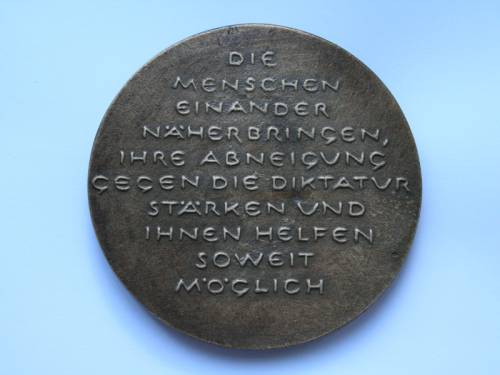 DIE
MENSCHEN
EINANDER
NÄHERBRINGEN,
IHRE ABNEIGUNG
GEGEN DIE DIKTATUR
STÄRKEN UND
IHNEN HELFEN
SOWEIT
MÖGLICH